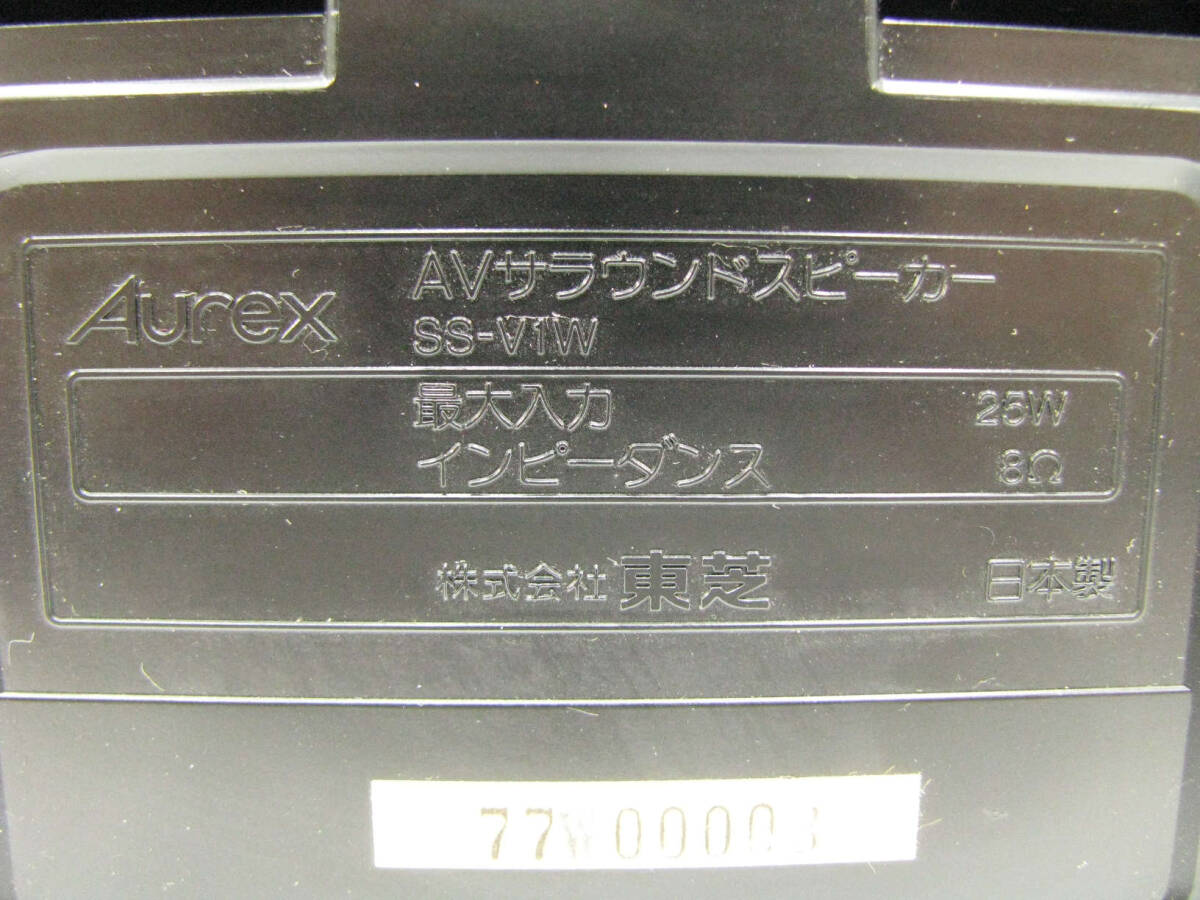 Aurex
AVサラウンドスピーカー
SS-V1W
最大入力 25W
インピーダンス 8Ω
株式会社 東芝 日本製